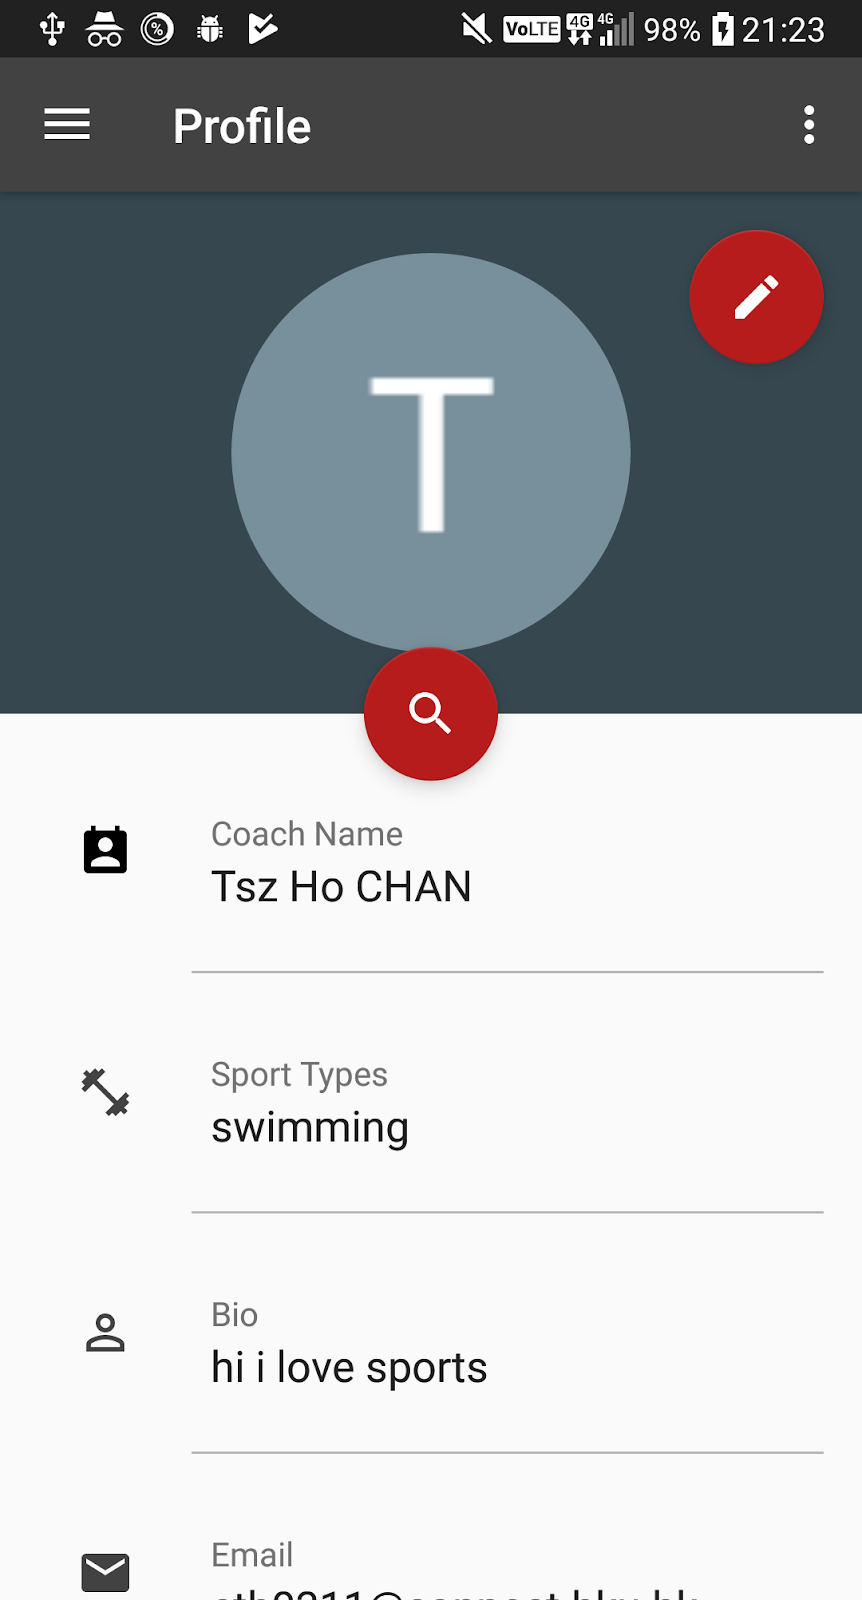 VoLTE 4G 4G 98% 21:23
Profile
T
Coach Name
Tsz Ho CHAN
Sport Types
swimming
Bio
hi i love sports
Email